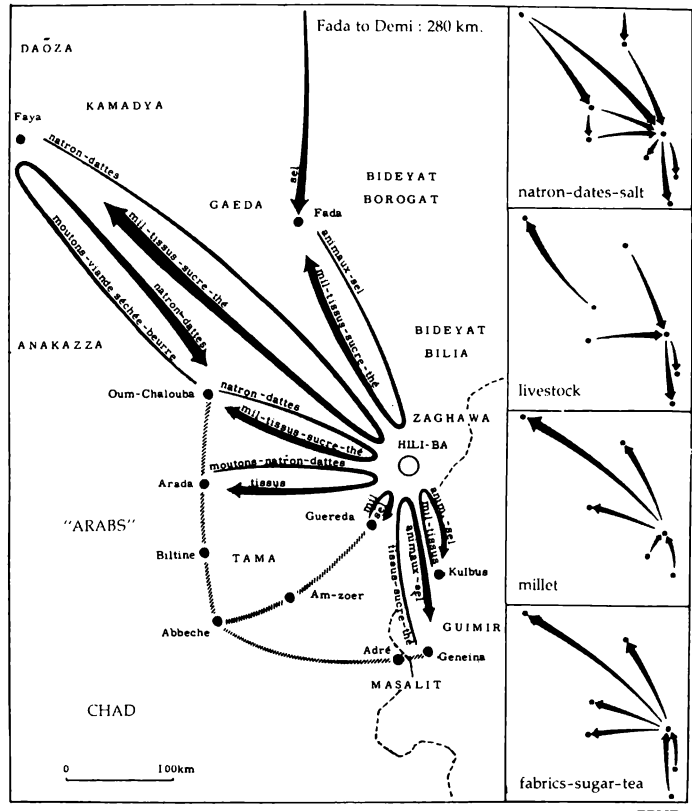 Fada to Demi : 280 km.
DAŌZA
KAMADYA
Faya
natron-dattes
sel
BIDEYAT
BOROGAT
GAEDA
Fada
mil-tissus-sucre-thé
animaux-sel
mil-tissus-sucre-thé
moutons-viande séchée-beurre
natron-dattes
ANAKAZZA
BIDEYAT
BILIA
Oum-Chalouba
natron-dattes
mil-tissus-sucre-thé
ZAGHAWA
HILI-BA
moutons-natron-dattes
Arada
tissus
mil
sel
Guereda
"ARABS"
anim.-sel
mil-tissus
animaux-sel
tissus-sucre-thé
Biltine
TAMA
Kulbus
Am-zoer
Abbeche
GUIMIR
Adré
Geneina
MASALIT
CHAD
0
100km
natron-dates-salt
livestock
millet
fabrics-sugar-tea